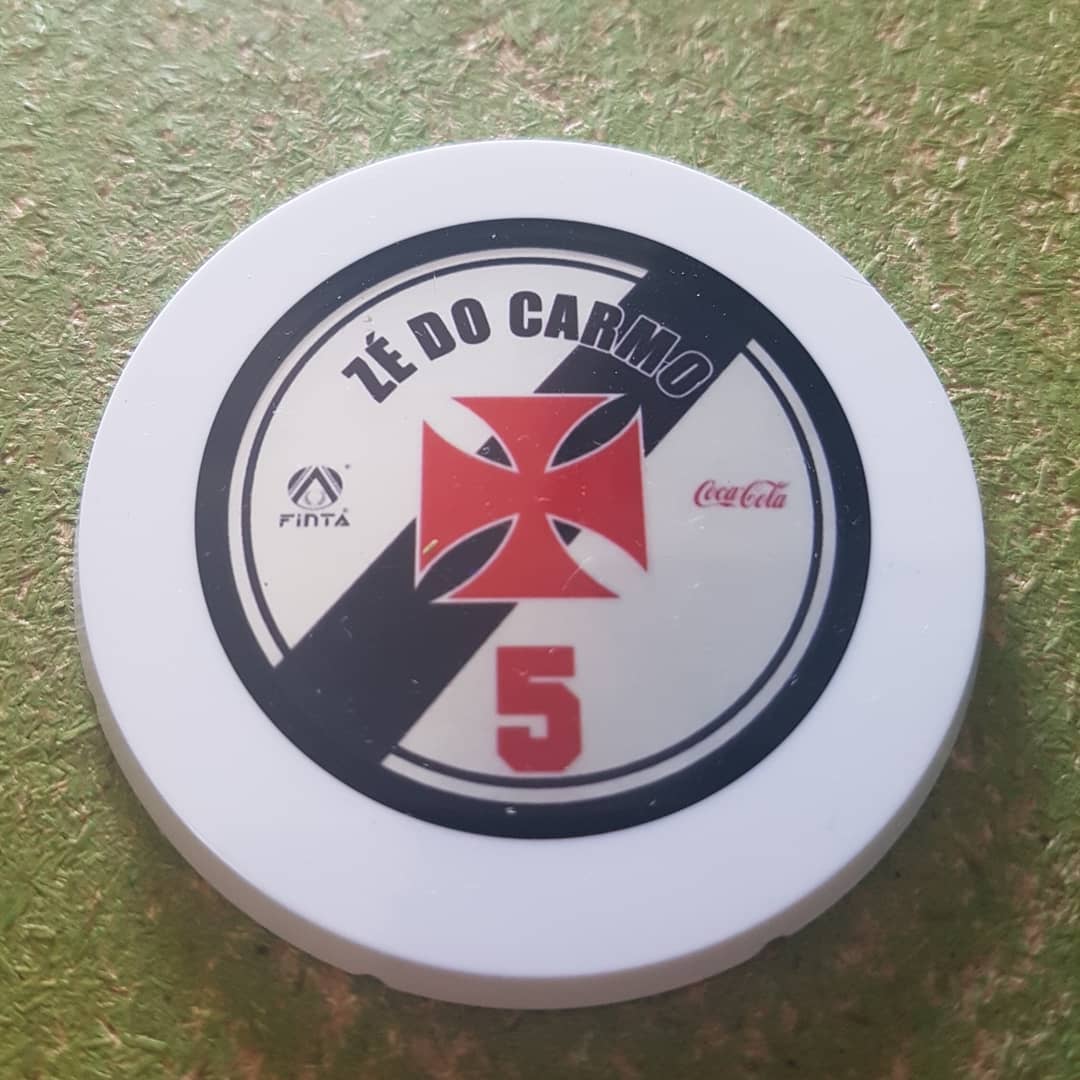 ZÉ DO CARMO
FINTA
Coca-Cola
5